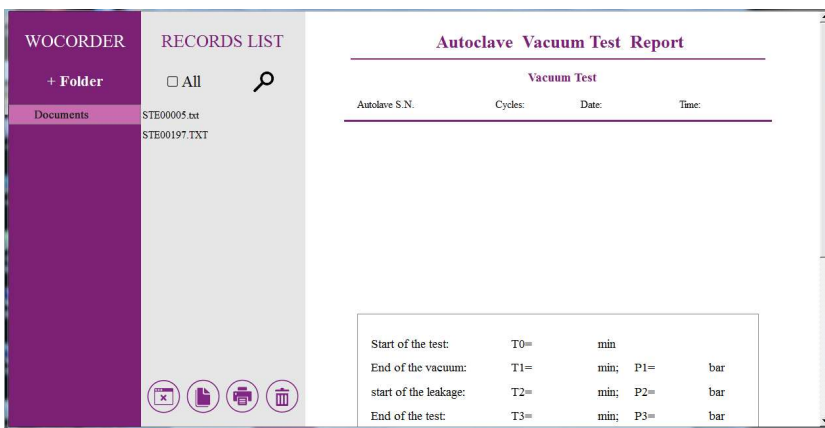 WOCORDER
+ Folder
Documents
RECORDS LIST
All
STE00005.txt
STE00197.TXT
Autoclave Vacuum Test Report
Vacuum Test
Autolave S.N. Cycles: Date: Time:
Start of the test: T0= min
End of the vacuum: T1= min; P1= bar
start of the leakage: T2= min; P2= bar
End of the test: T3= min; P3= bar